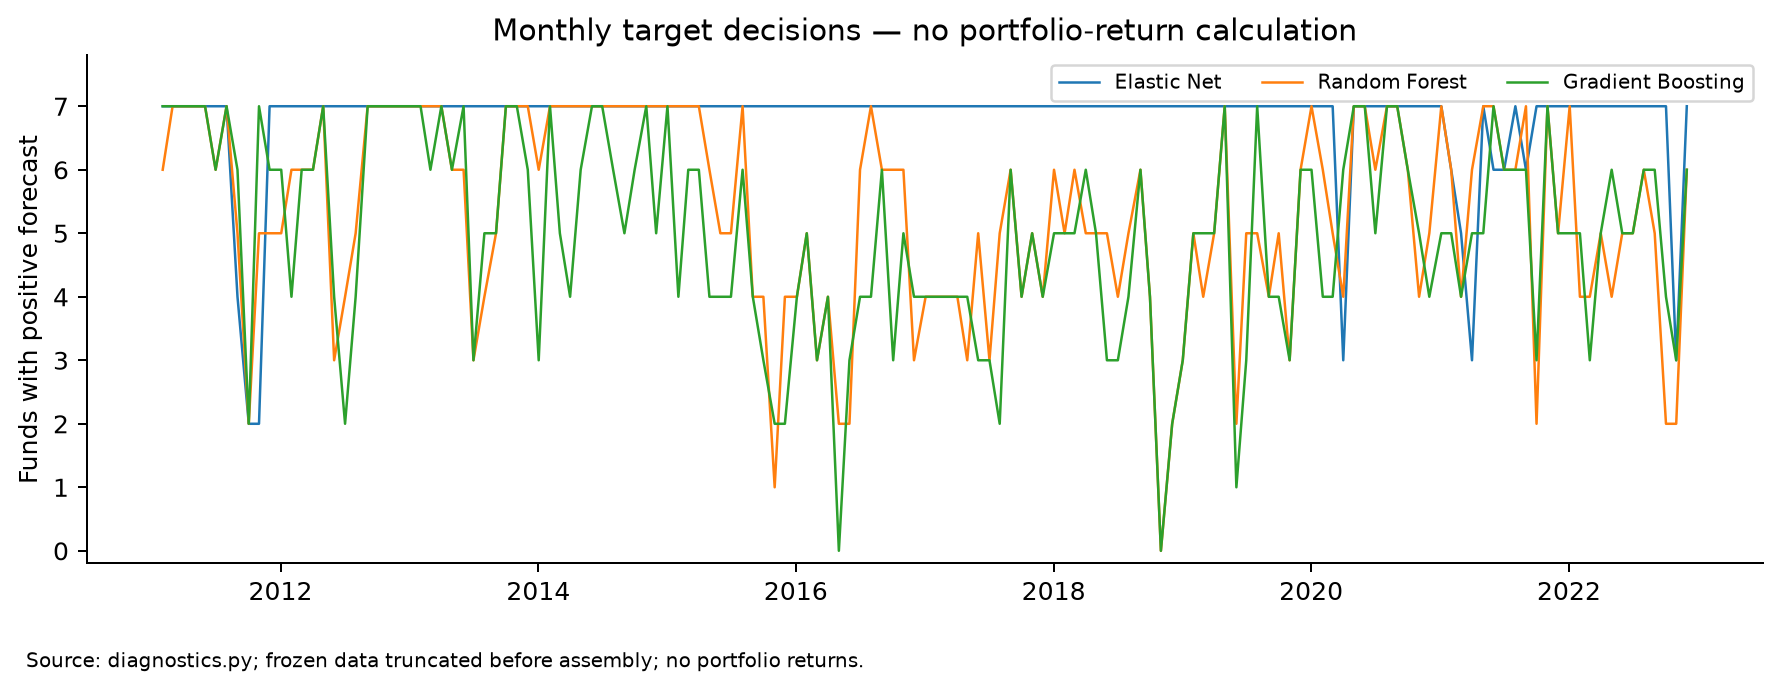 Monthly target decisions — no portfolio-return calculation
Elastic Net Random Forest Gradient Boosting
Funds with positive forecast
7
6
5
4
3
2
1
0
2012 2014 2016 2018 2020 2022
Source: diagnostics.py; frozen data truncated before assembly; no portfolio returns.